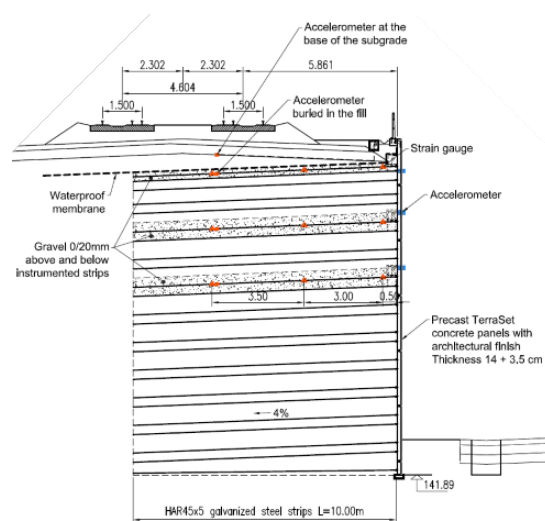 Accelerometer at the
base of the subgrade
2.302
2.302
5.861
4.604
1.500
1.500
Accelerometer
buried in the fill
Strain gauge
Waterproof
membrane
Accelerometer
Gravel 0/20mm
above and below
instrumented strips
3.50
3.00
0.50
Precast TerraSet
concrete panels with
architectural finish
Thickness 14 + 3,5 cm
4%
141.89
HAR45x5 galvanized steel strips L=10.00m